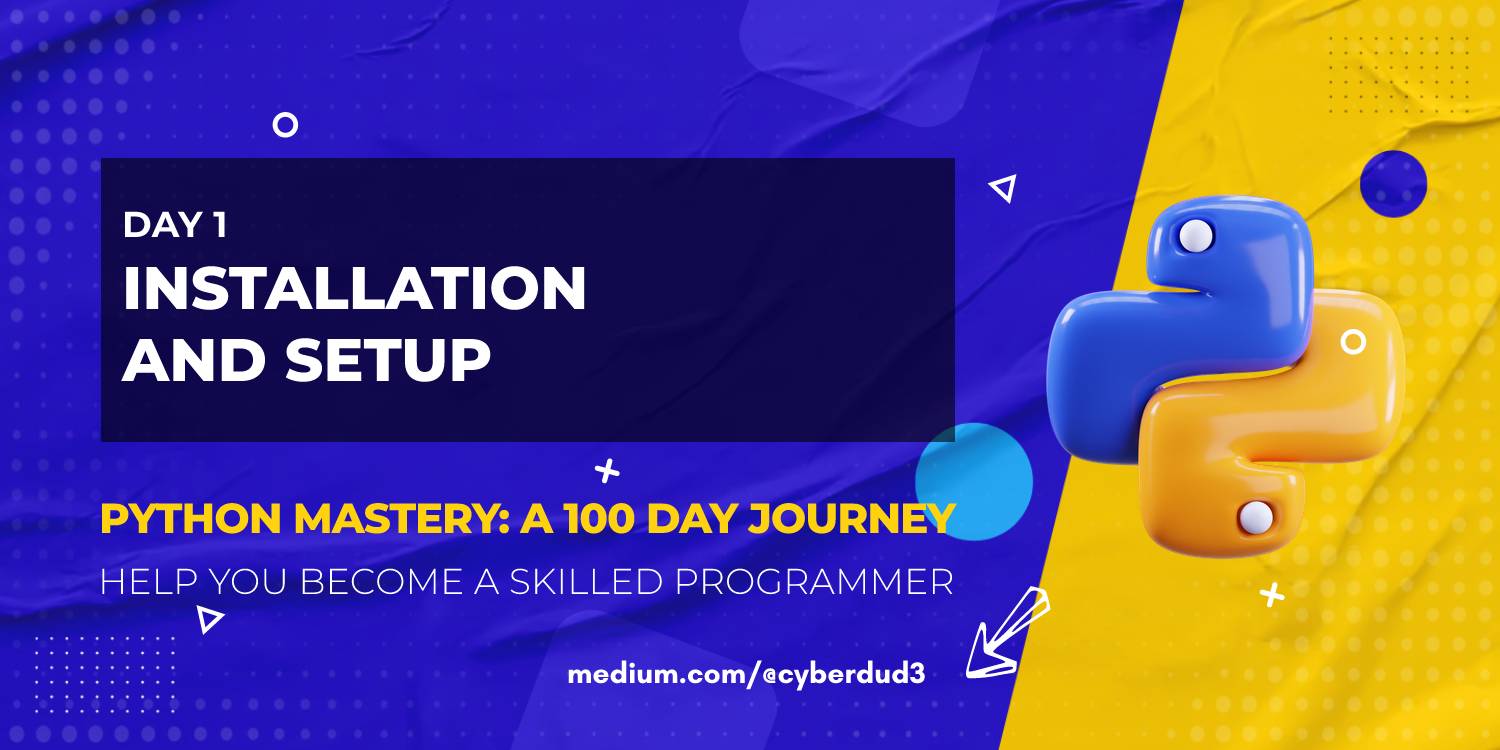 DAY 1
INSTALLATION
AND SETUP
PYTHON MASTERY: A 100 DAY JOURNEY
HELP YOU BECOME A SKILLED PROGRAMMER
medium.com/@cyberdud3